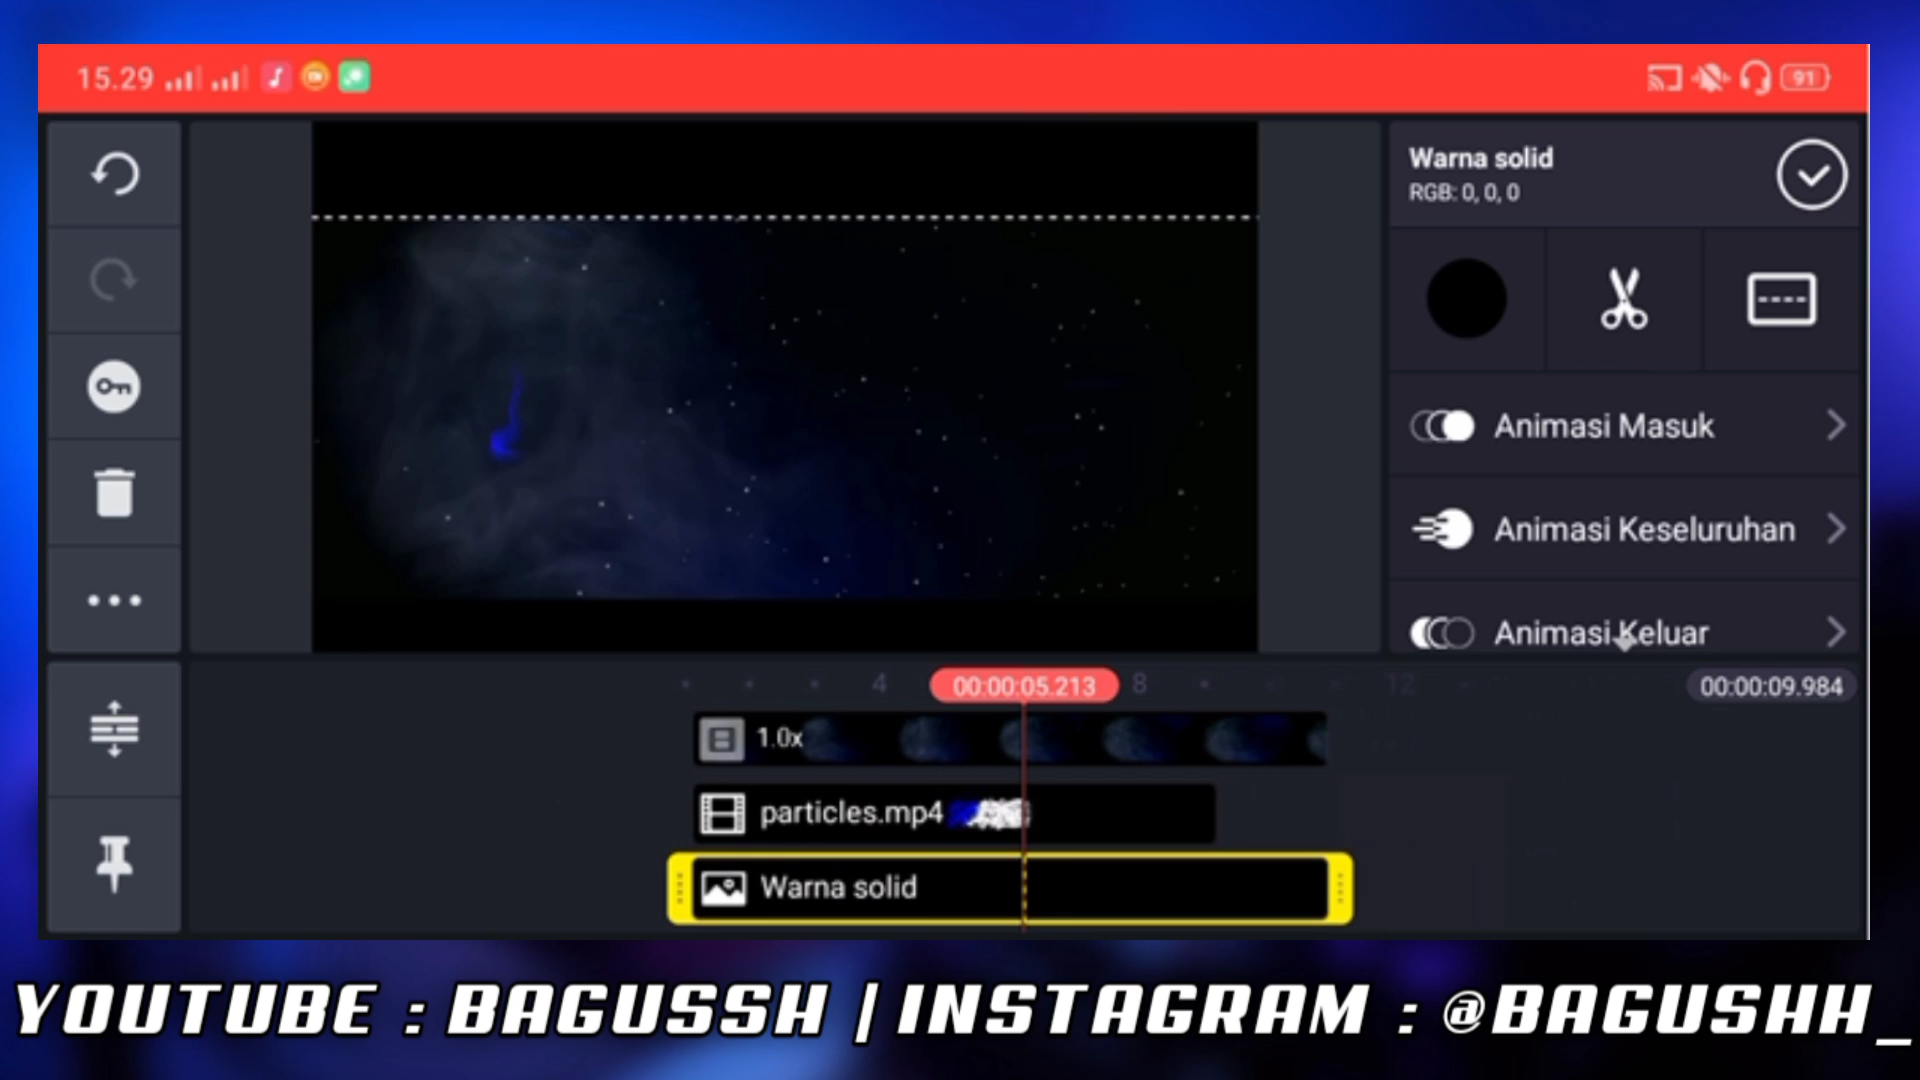 15.29
91
Warna solid
RGB: 0, 0, 0
Animasi Masuk
Animasi Keseluruhan
Animasi Keluar
4
00:00:05.213
8
12
00:00:09.984
1.0x
particles.mp4
Warna solid
YOUTUBE : BAGUSSH | INSTAGRAM : @BAGUSHH_